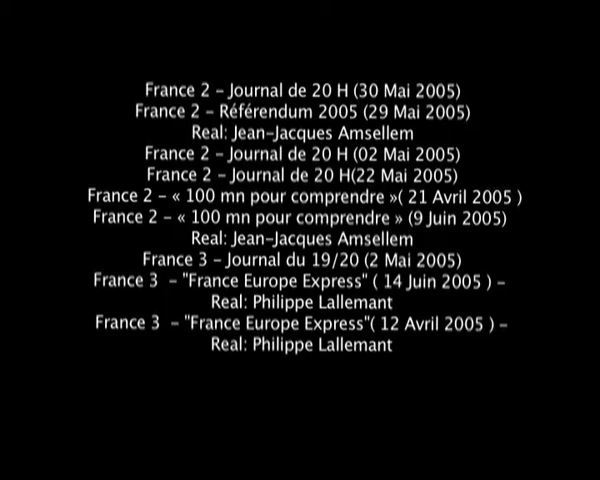 France 2 – Journal de 20 H (30 Mai 2005)
France 2 – Référendum 2005 (29 Mai 2005)
Real: Jean-Jacques Amsellem
France 2 – Journal de 20 H (02 Mai 2005)
France 2 – Journal de 20 H(22 Mai 2005)
France 2 – « 100 mn pour comprendre »( 21 Avril 2005 )
France 2 – « 100 mn pour comprendre » (9 Juin 2005)
Real: Jean-Jacques Amsellem
France 3 – Journal du 19/20 (2 Mai 2005)
France 3 – "France Europe Express" ( 14 Juin 2005 ) –
Real: Philippe Lallemant
France 3 – "France Europe Express"( 12 Avril 2005 ) –
Real: Philippe Lallemant